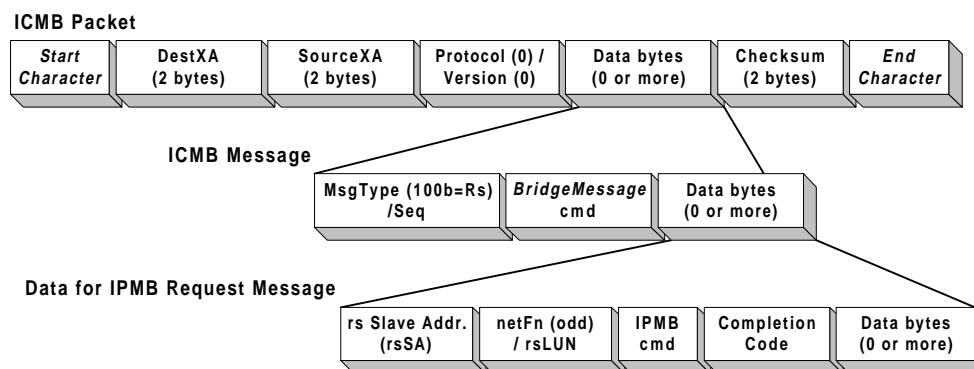 ICMB Packet
Start Character
DestXA (2 bytes)
SourceXA (2 bytes)
Protocol (0) / Version (0)
Data bytes (0 or more)
Checksum (2 bytes)
End Character
ICMB Message
MsgType (100b=Rs) /Seq
BridgeMessage cmd
Data bytes (0 or more)
Data for IPMB Request Message
rs Slave Addr. (rsSA)
netFn (odd) / rsLUN
IPMB cmd
Completion Code
Data bytes (0 or more)